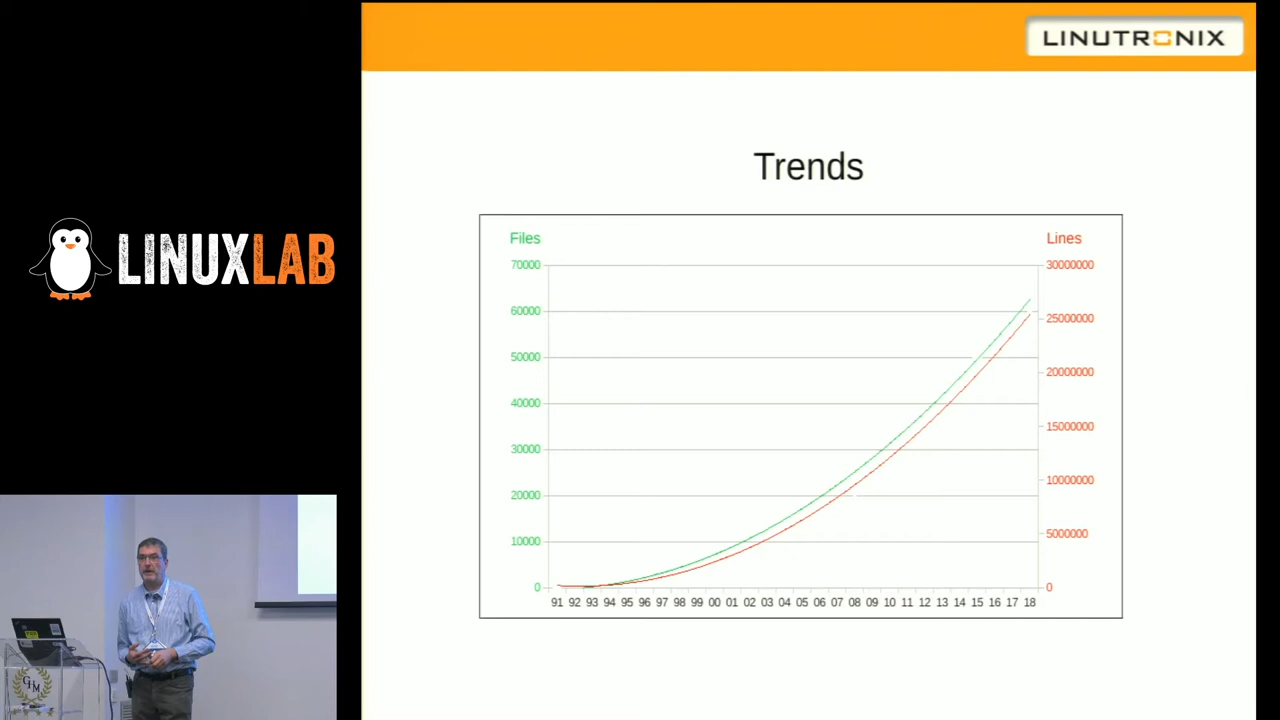 LINUTRONIX
Trends
LINUXLAB
Files
Lines
70000
60000
50000
40000
30000
20000
10000
0
30000000
25000000
20000000
15000000
10000000
5000000
0
91 92 93 94 95 96 97 98 99 00 01 02 03 04 05 06 07 08 09 10 11 12 13 14 15 16 17 18
GHM